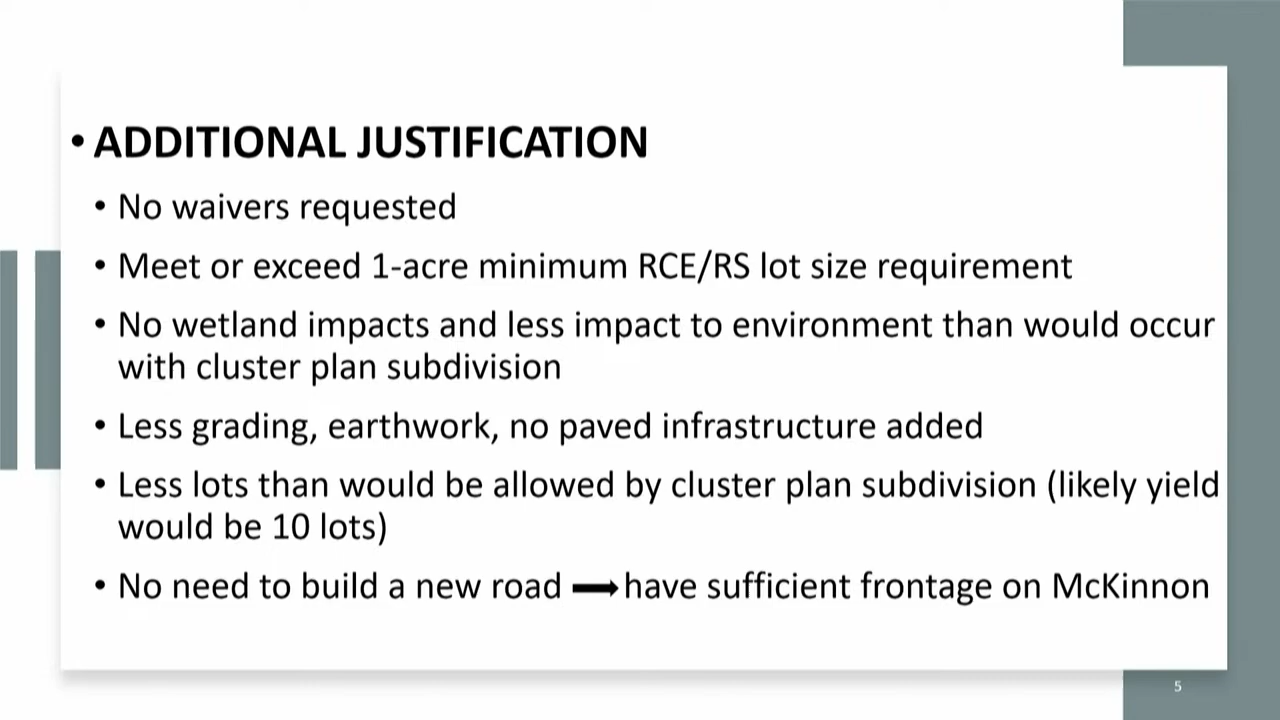 • ADDITIONAL JUSTIFICATION
• No waivers requested
• Meet or exceed 1-acre minimum RCE/RS lot size requirement
• No wetland impacts and less impact to environment than would occur
with cluster plan subdivision
• Less grading, earthwork, no paved infrastructure added
• Less lots than would be allowed by cluster plan subdivision (likely yield
would be 10 lots)
• No need to build a new road ➡ have sufficient frontage on McKinnon
5